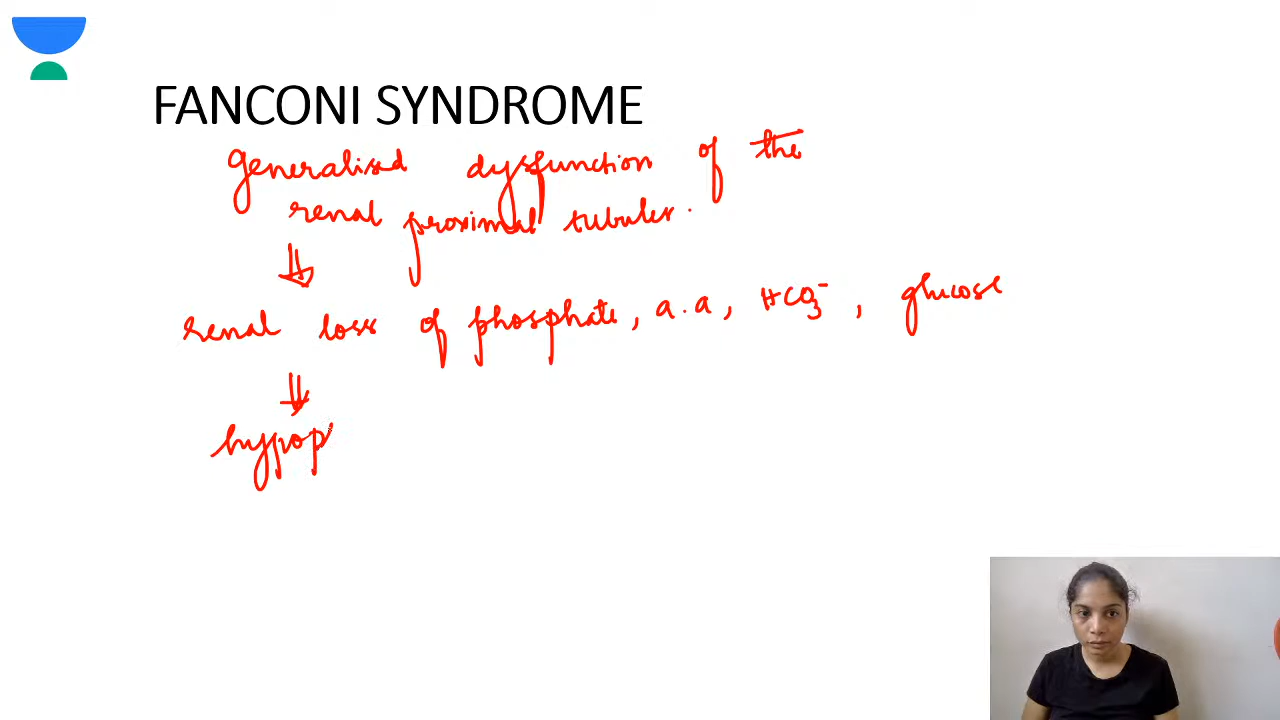 FANCONI SYNDROME
Generalised dysfunction of the
renal proximal tubules.
renal loss of phosphate, a.a, HCO3-, glucose
hypop